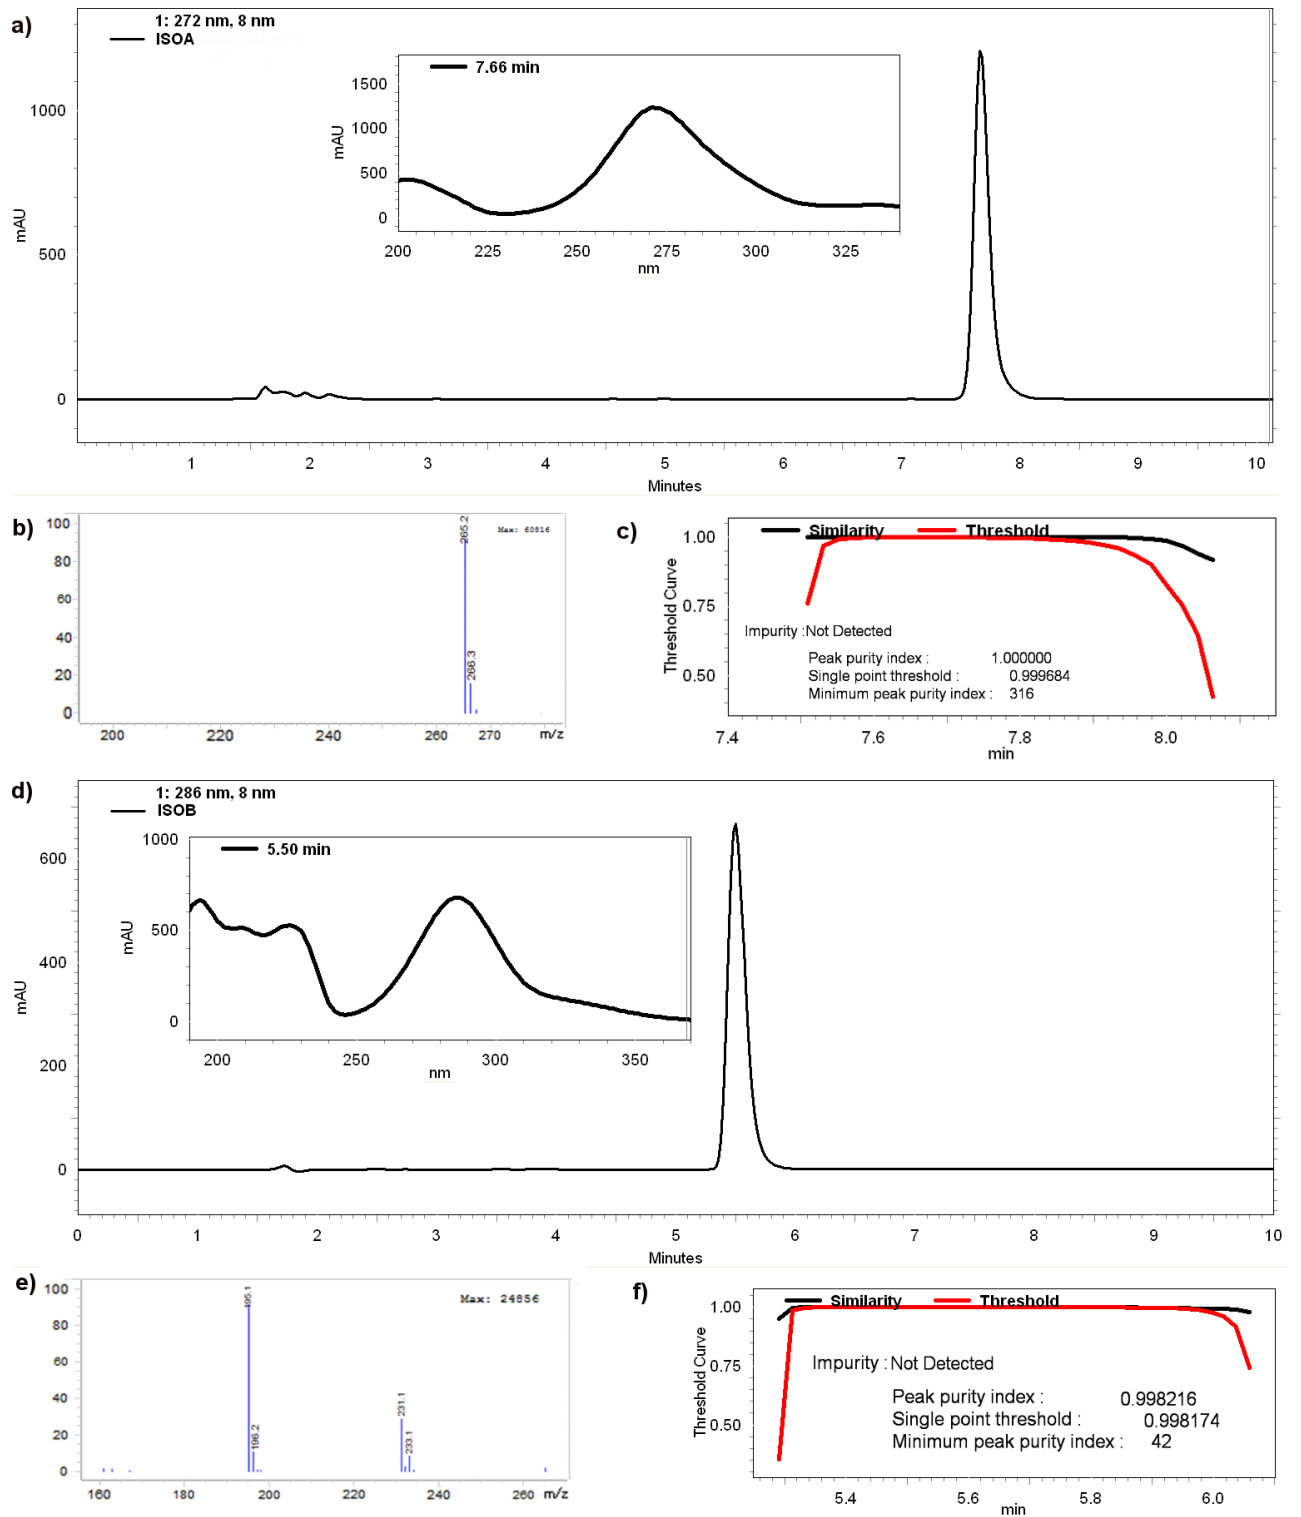 a)
1: 272 nm, 8 nm
ISOA
7.66 min
1500
1000
500
0
mAU
200 225 250 275 300 325
nm
1000
500
0
mAU
1 2 3 4 5 6 7 8 9 10
Minutes
b)
100
80
60
40
20
0
265.2
266.3
Max: 60816
200 220 240 260 270 m/z
c)
Similarity Threshold
1.00
0.75
0.50
Threshold Curve
Impurity : Not Detected
Peak purity index : 1.000000
Single point threshold : 0.999684
Minimum peak purity index : 316
7.4 7.6 7.8 8.0
min
d)
1: 286 nm, 8 nm
ISOB
5.50 min
1000
500
0
mAU
200 250 300 350
nm
600
400
200
0
mAU
0 1 2 3 4 5 6 7 8 9 10
Minutes
e)
100
80
60
40
20
0
195.1
196.2
231.1
233.1
Max: 24856
160 180 200 220 240 260 m/z
f)
Similarity Threshold
1.00
0.75
0.50
Threshold Curve
Impurity : Not Detected
Peak purity index : 0.998216
Single point threshold : 0.998174
Minimum peak purity index : 42
5.4 5.6 5.8 6.0
min